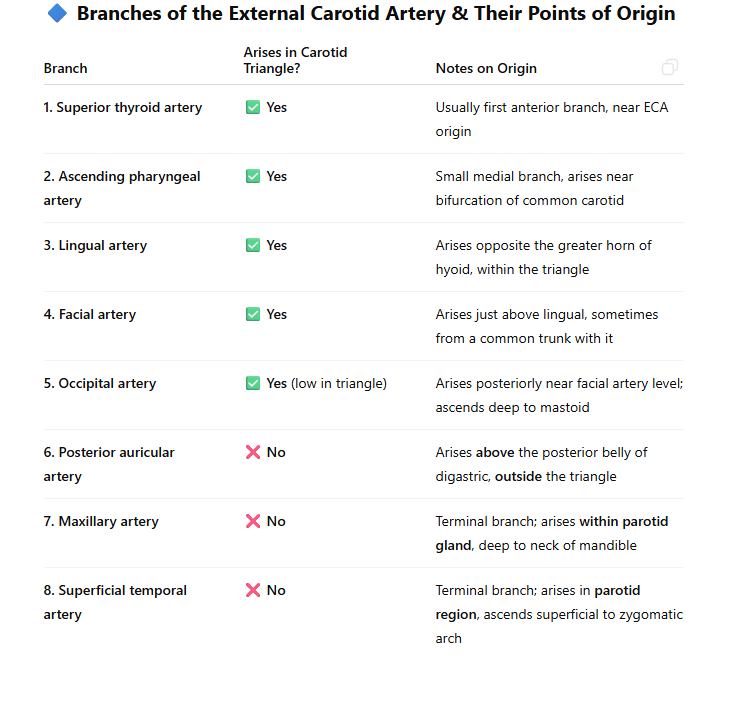 🔷 Branches of the External Carotid Artery & Their Points of Origin
Branch
Arises in Carotid
Triangle?
Notes on Origin
1. Superior thyroid artery
✅ Yes
Usually first anterior branch, near ECA
origin
2. Ascending pharyngeal
artery
✅ Yes
Small medial branch, arises near
bifurcation of common carotid
3. Lingual artery
✅ Yes
Arises opposite the greater horn of
hyoid, within the triangle
4. Facial artery
✅ Yes
Arises just above lingual, sometimes
from a common trunk with it
5. Occipital artery
✅ Yes (low in triangle)
Arises posteriorly near facial artery level;
ascends deep to mastoid
6. Posterior auricular
artery
❌ No
Arises above the posterior belly of
digastric, outside the triangle
7. Maxillary artery
❌ No
Terminal branch; arises within parotid
gland, deep to neck of mandible
8. Superficial temporal
artery
❌ No
Terminal branch; arises in parotid
region, ascends superficial to zygomatic
arch